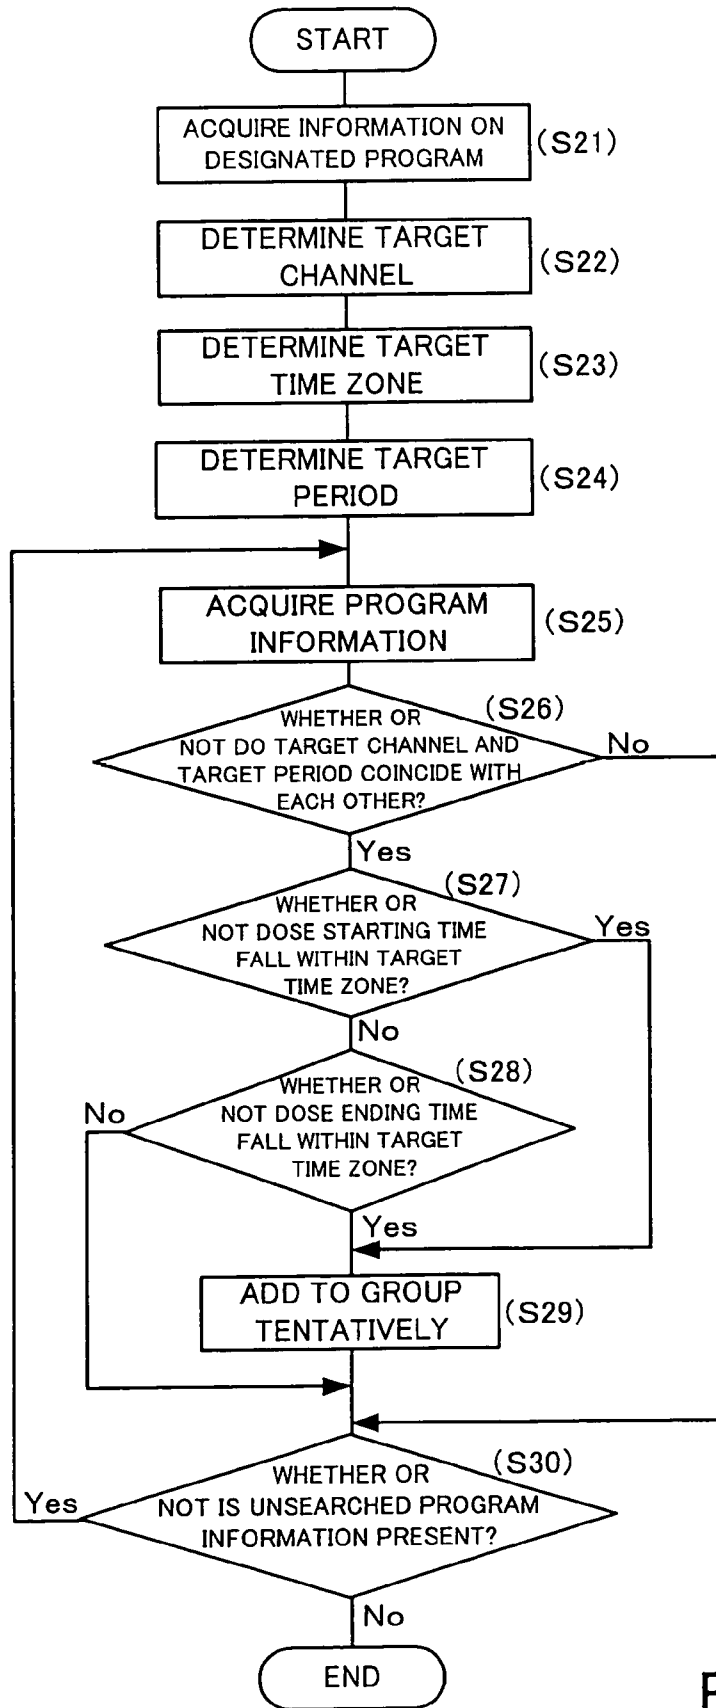 START
ACQUIRE INFORMATION ON
DESIGNATED PROGRAM
(S21)
DETERMINE TARGET
CHANNEL
(S22)
DETERMINE TARGET
TIME ZONE
(S23)
DETERMINE TARGET
PERIOD
(S24)
ACQUIRE PROGRAM
INFORMATION
(S25)
(S26)
WHETHER OR
NOT DO TARGET CHANNEL AND
TARGET PERIOD COINCIDE WITH
EACH OTHER?
No
Yes
(S27)
WHETHER OR
NOT DOSE STARTING TIME
FALL WITHIN TARGET
TIME ZONE?
Yes
No
(S28)
WHETHER OR
NOT DOSE ENDING TIME
FALL WITHIN TARGET
TIME ZONE?
No
Yes
ADD TO GROUP
TENTATIVELY
(S29)
(S30)
WHETHER OR
NOT IS UNSEARCHED PROGRAM
INFORMATION PRESENT?
Yes
No
END